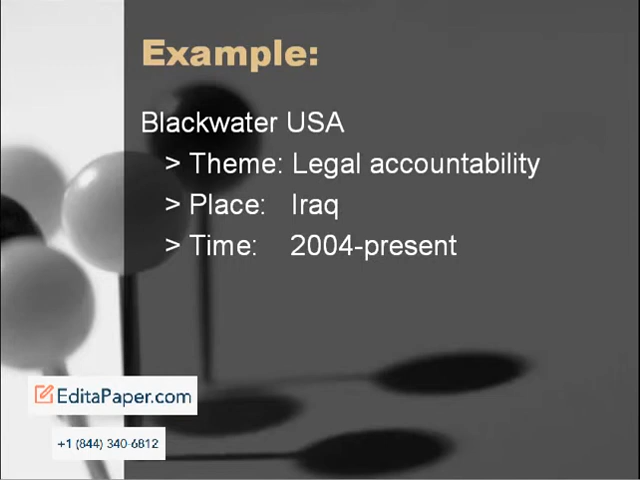 Example:
Blackwater USA
> Theme: Legal accountability
> Place: Iraq
> Time: 2004-present
EditaPaper.com
+1 (844) 340-6812